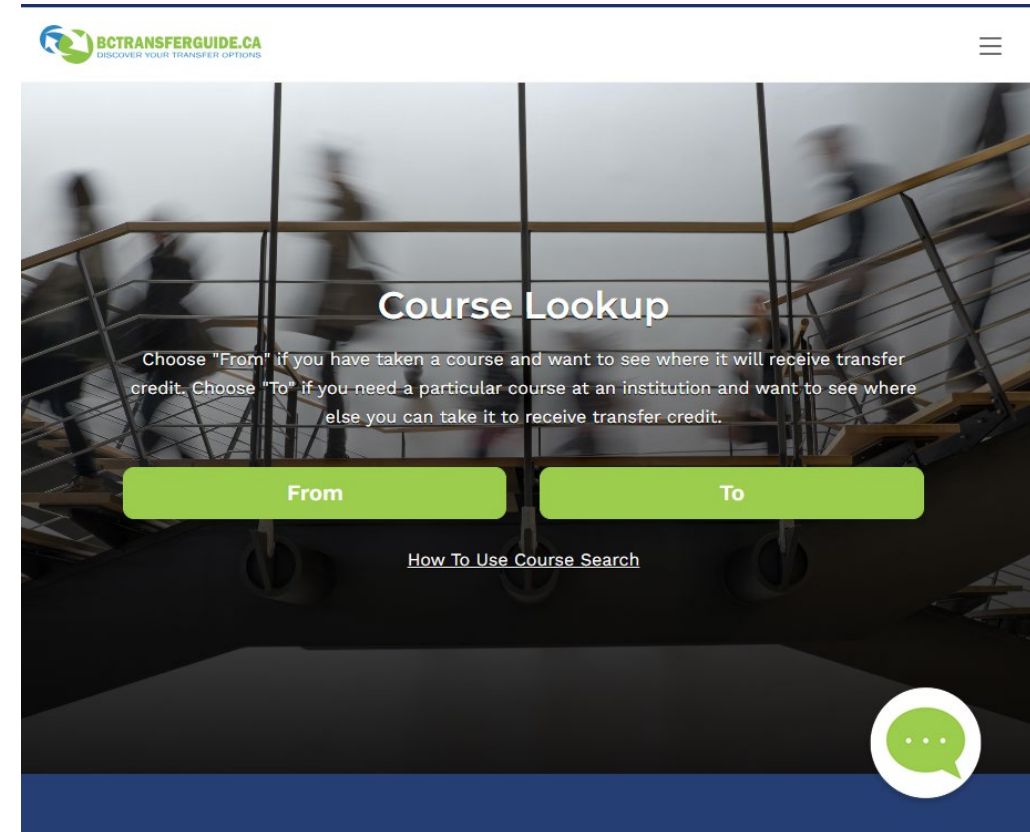 BCTRANSFERGUIDE.CA
DISCOVER YOUR TRANSFER OPTIONS
Course Lookup
Choose "From" if you have taken a course and want to see where it will receive transfer
credit. Choose "To" if you need a particular course at an institution and want to see where
else you can take it to receive transfer credit.
From
To
How To Use Course Search